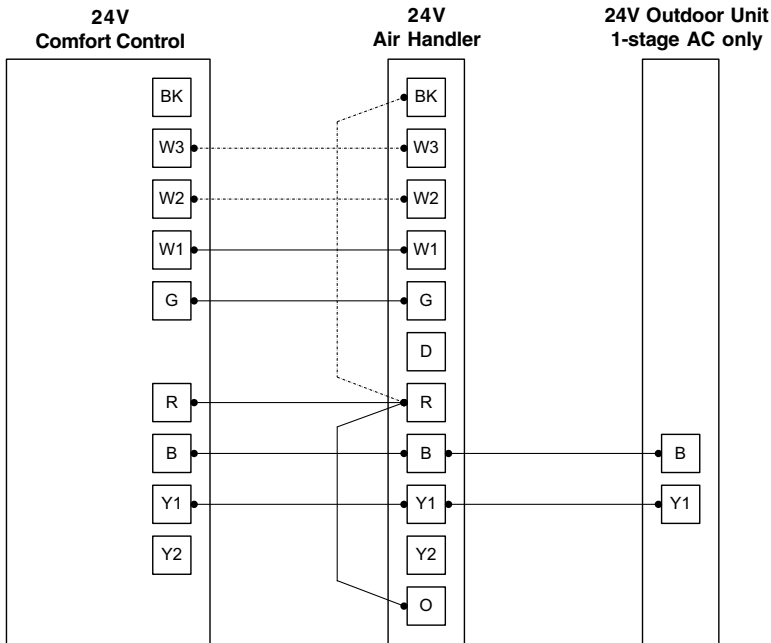 24V
Comfort Control
24V
Air Handler
24V Outdoor Unit
1-stage AC only
BK
W3
W2
W1
G
R
B
Y1
Y2
BK
W3
W2
W1
G
D
R
B
Y1
Y2
O
B
Y1